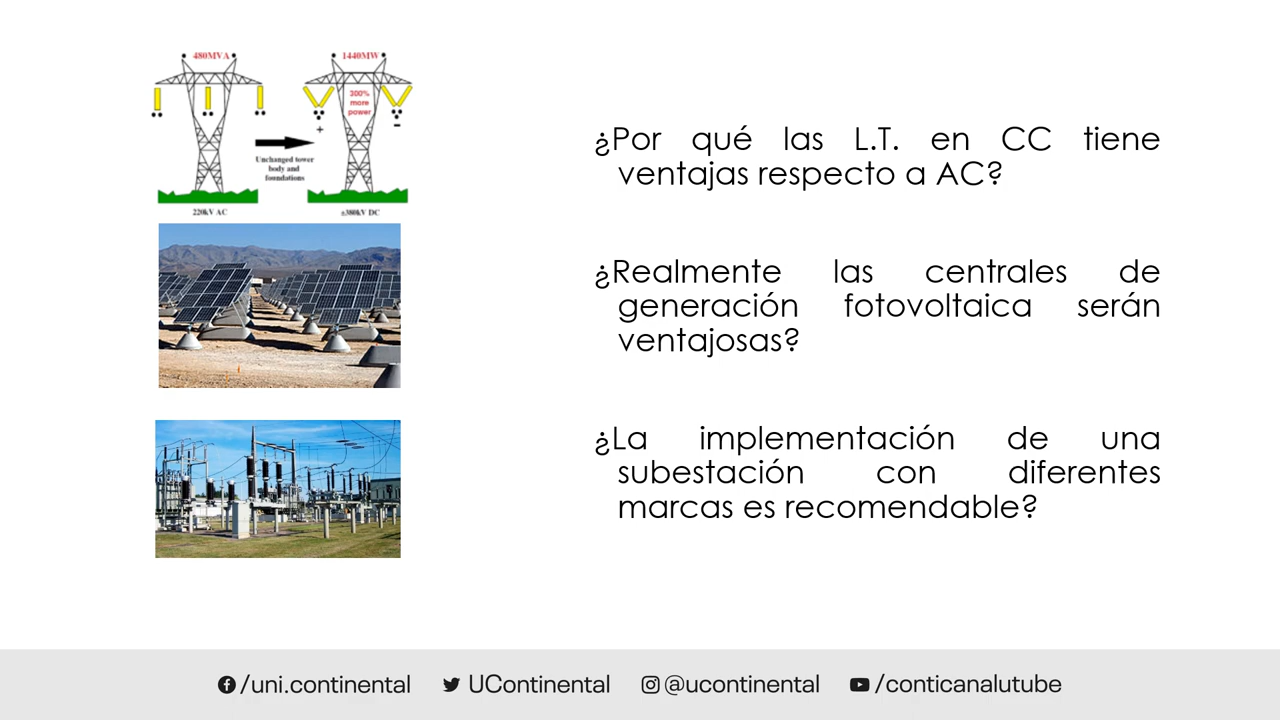 480MVA
1440MW
300%
more
power
+
-
Unchanged tower
body and
foundations
220kV AC
±380kV DC
¿Por qué las L.T. en CC tiene
ventajas respecto a AC?
¿Realmente las centrales de
generación fotovoltaica serán
ventajosas?
¿La implementación de una
subestación con diferentes
marcas es recomendable?
/uni.continental
UContinental
@ucontinental
/conticanalutube